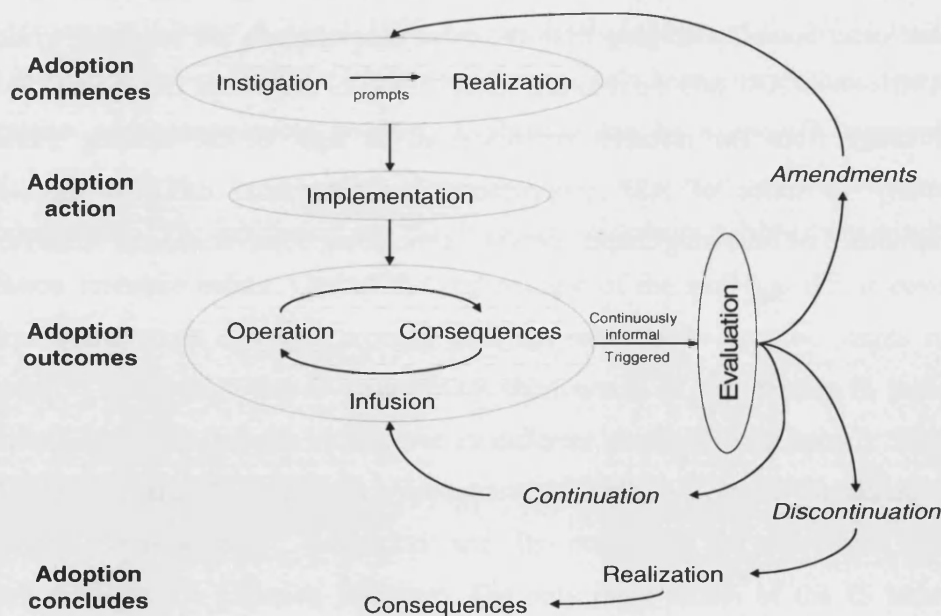 Adoption
commences
Instigation
prompts
Realization
Adoption
action
Implementation
Amendments
Adoption
outcomes
Operation
Consequences
Infusion
Continuously
informal
Triggered
Evaluation
Continuation
Discontinuation
Adoption
concludes
Realization
Consequences